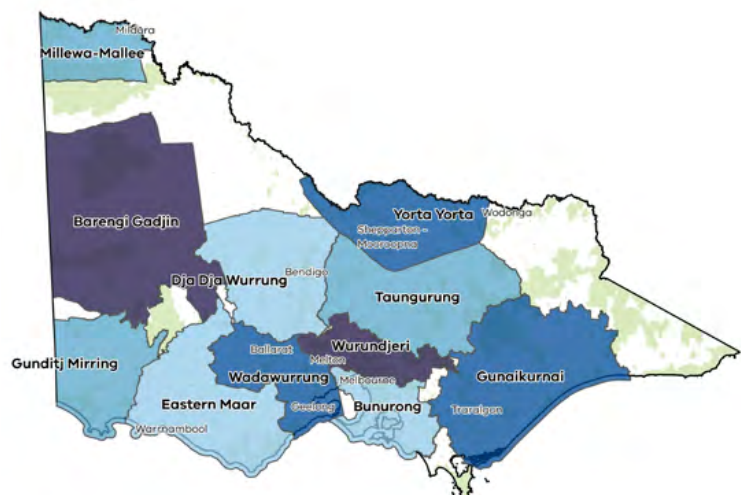 Mildura
Millewa-Mallee
Barengi Gadjin
Yorta Yorta
Wodonga
Shepparton -
Mooroopna
Dja Dja Wurrung
Bendigo
Taungurung
Gunditj Mirring
Ballarat
Wurundjeri
Melton
Wadawurrung
Melbourne
Gunaikurnai
Eastern Maar
Geelong
Bunurong
Traralgon
Warrnambool